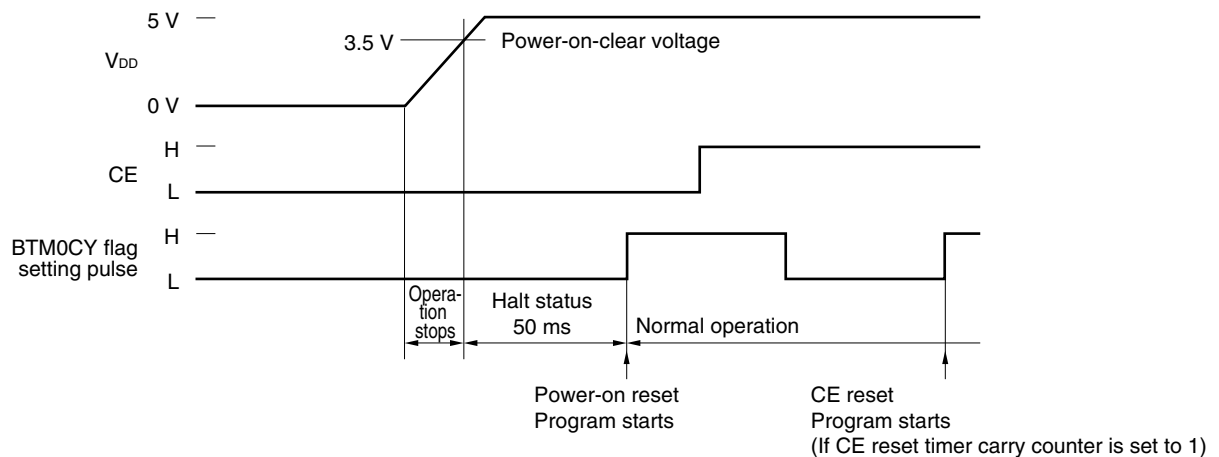 5 V
3.5 V
Power-on-clear voltage
VDD
0 V
H
CE
L
H
BTM0CY flag
setting pulse
L
Opera-
tion
stops
Halt status
50 ms
Normal operation
Power-on reset
Program starts
CE reset
Program starts
(If CE reset timer carry counter is set to 1)